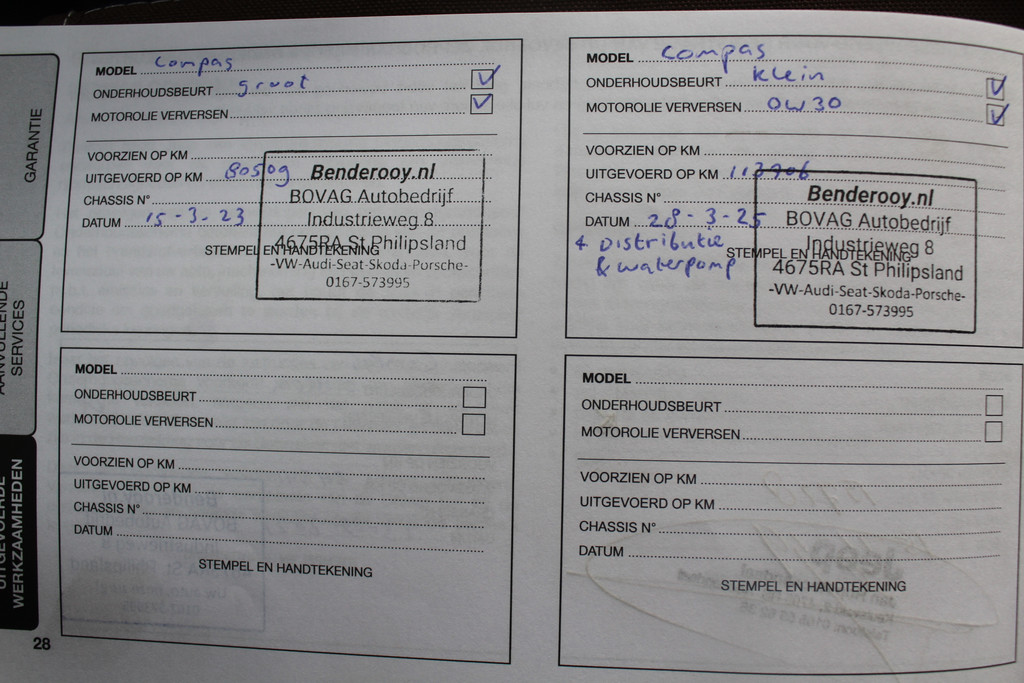 GARANTIE
SERVICES
WERKZAAMHEDEN
28
MODEL Compas
ONDERHOUDSBEURT groot
MOTOROLIE VERVERSEN
VOORZIEN OP KM
UITGEVOERD OP KM 80509
CHASSIS N°
DATUM 15-3-23
STEMPEL EN HANDTEKENING
Benderooy.nl
BOVAG Autobedrijf
Industrieweg 8
4675RA St Philipsland
-VW-Audi-Seat-Skoda-Porsche-
0167-573995
MODEL Compas
ONDERHOUDSBEURT Klein
MOTOROLIE VERVERSEN 0W30
VOORZIEN OP KM
UITGEVOERD OP KM 113906
CHASSIS N°
DATUM 28-3-25
+ Distributie
& waterpomp
STEMPEL EN HANDTEKENING
Benderooy.nl
BOVAG Autobedrijf
Industrieweg 8
4675RA St Philipsland
-VW-Audi-Seat-Skoda-Porsche-
0167-573995
MODEL
ONDERHOUDSBEURT
MOTOROLIE VERVERSEN
VOORZIEN OP KM
UITGEVOERD OP KM
CHASSIS N°
DATUM
STEMPEL EN HANDTEKENING
MODEL
ONDERHOUDSBEURT
MOTOROLIE VERVERSEN
VOORZIEN OP KM
UITGEVOERD OP KM
CHASSIS N°
DATUM
STEMPEL EN HANDTEKENING